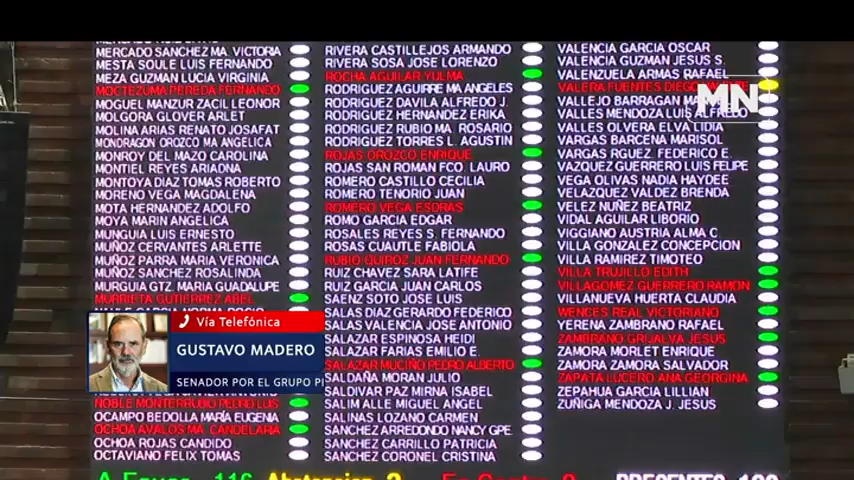 MERCADO SANCHEZ MA. VICTORIA
MESTA SOULE LUIS FERNANDO
MEZA GUZMAN LUCIA VIRGINIA
MOCTEZUMA PEREDA FERNANDO
MOGUEL MANZUR ZACIL LEONOR
MOLGORA GLOVER ARLET
MOLINA ARIAS RENATO JOSAFAT
MONDRAGON OROZCO MA. ANGELICA
MONROY DEL MAZO CAROLINA
MONTIEL REYES ARIADNA
MONTOYA DIAZ TOMAS ROBERTO
MORENO VEGA MAGDALENA
MOTA HERNANDEZ ADOLFO
MOYA MARIN ANGELICA
MUNGUIA LUIS ERNESTO
MUÑOZ CERVANTES ARLETTE
MUÑOZ PARRA MARIA VERONICA
MUÑOZ SANCHEZ ROSALINDA
MURGUIA GTZ. MARIA GUADALUPE
MURRIETA GUTIERREZ ABEL
NOBLE MONTERRUBIO PEDRO LUIS
OCAMPO BEDOLLA MARÍA EUGENIA
OCHOA AVALOS MA. CANDELARIA
OCHOA ROJAS CANDIDO
OCTAVIANO FELIX TOMAS
RIVERA CASTILLEJOS ARMANDO
RIVERA SOSA JOSE LORENZO
ROCHA AGUILAR YULMA
RODRIGUEZ AGUIRRE MA ANGELES
RODRIGUEZ DAVILA ALFREDO J.
RODRIGUEZ HERNANDEZ ERIKA
RODRIGUEZ RUBIO MA. ROSARIO
RODRIGUEZ TORRES L. AGUSTIN
ROJAS OROZCO ENRIQUE
ROJAS SAN ROMAN FCO. LAURO
ROMERO CASTILLO CECILIA
ROMERO TENORIO JUAN
ROMERO VEGA ESDRAS
ROMO GARCIA EDGAR
ROSALES REYES S. FERNANDO
ROSAS CUAUTLE FABIOLA
RUBIO QUIROZ JUAN FERNANDO
RUIZ CHAVEZ SARA LATIFE
RUIZ GARCIA JUAN CARLOS
SAENZ SOTO JOSE LUIS
SALAS DIAZ GERARDO FEDERICO
SALAS VALENCIA JOSE ANTONIO
SALAZAR ESPINOSA HEIDI
SALAZAR FARIAS EMILIO E.
SALAZAR MUCIÑO PEDRO ALBERTO
SALDAÑA MORAN JULIO
SALDIVAR PAZ MIRNA ISABEL
SALIM ALLE MIGUEL ANGEL
SALINAS LOZANO CARMEN
SANCHEZ ARREDONDO NANCY GPE.
SANCHEZ CARRILLO PATRICIA
SANCHEZ CORONEL CRISTINA
VALENCIA GARCIA OSCAR
VALENCIA GUZMAN JESUS S.
VALENZUELA ARMAS RAFAEL
VALERA FUENTES DIEGO
VALLEJO BARRAGAN
VALLES MENDOZA LUIS ALFREDO
VALLES OLVERA ELVA LIDIA
VARGAS BARCENA MARISOL
VARGAS RGUEZ. FEDERICO E.
VAZQUEZ GUERRERO LUIS FELIPE
VEGA OLIVAS NADIA HAYDEE
VELAZQUEZ VALDEZ BRENDA
VELEZ NUÑEZ BEATRIZ
VIDAL AGUILAR LIBORIO
VIGGIANO AUSTRIA ALMA C.
VILLA GONZALEZ CONCEPCION
VILLA RAMIREZ TIMOTEO
VILLA TRUJILLO EDITH
VILLAGOMEZ GUERRERO RAMON
VILLANUEVA HUERTA CLAUDIA
WENCES REAL VICTORIANO
YERENA ZAMBRANO RAFAEL
ZAMBRANO GRIJALVA JESUS
ZAMORA MORLET ENRIQUE
ZAMORA ZAMORA SALVADOR
ZAPATA LUCERO ANA GEORGINA
ZEPAHUA GARCIA LILLIAN
ZUÑIGA MENDOZA J. JESUS
MN
Vía Telefónica
GUSTAVO MADERO
SENADOR POR EL GRUPO